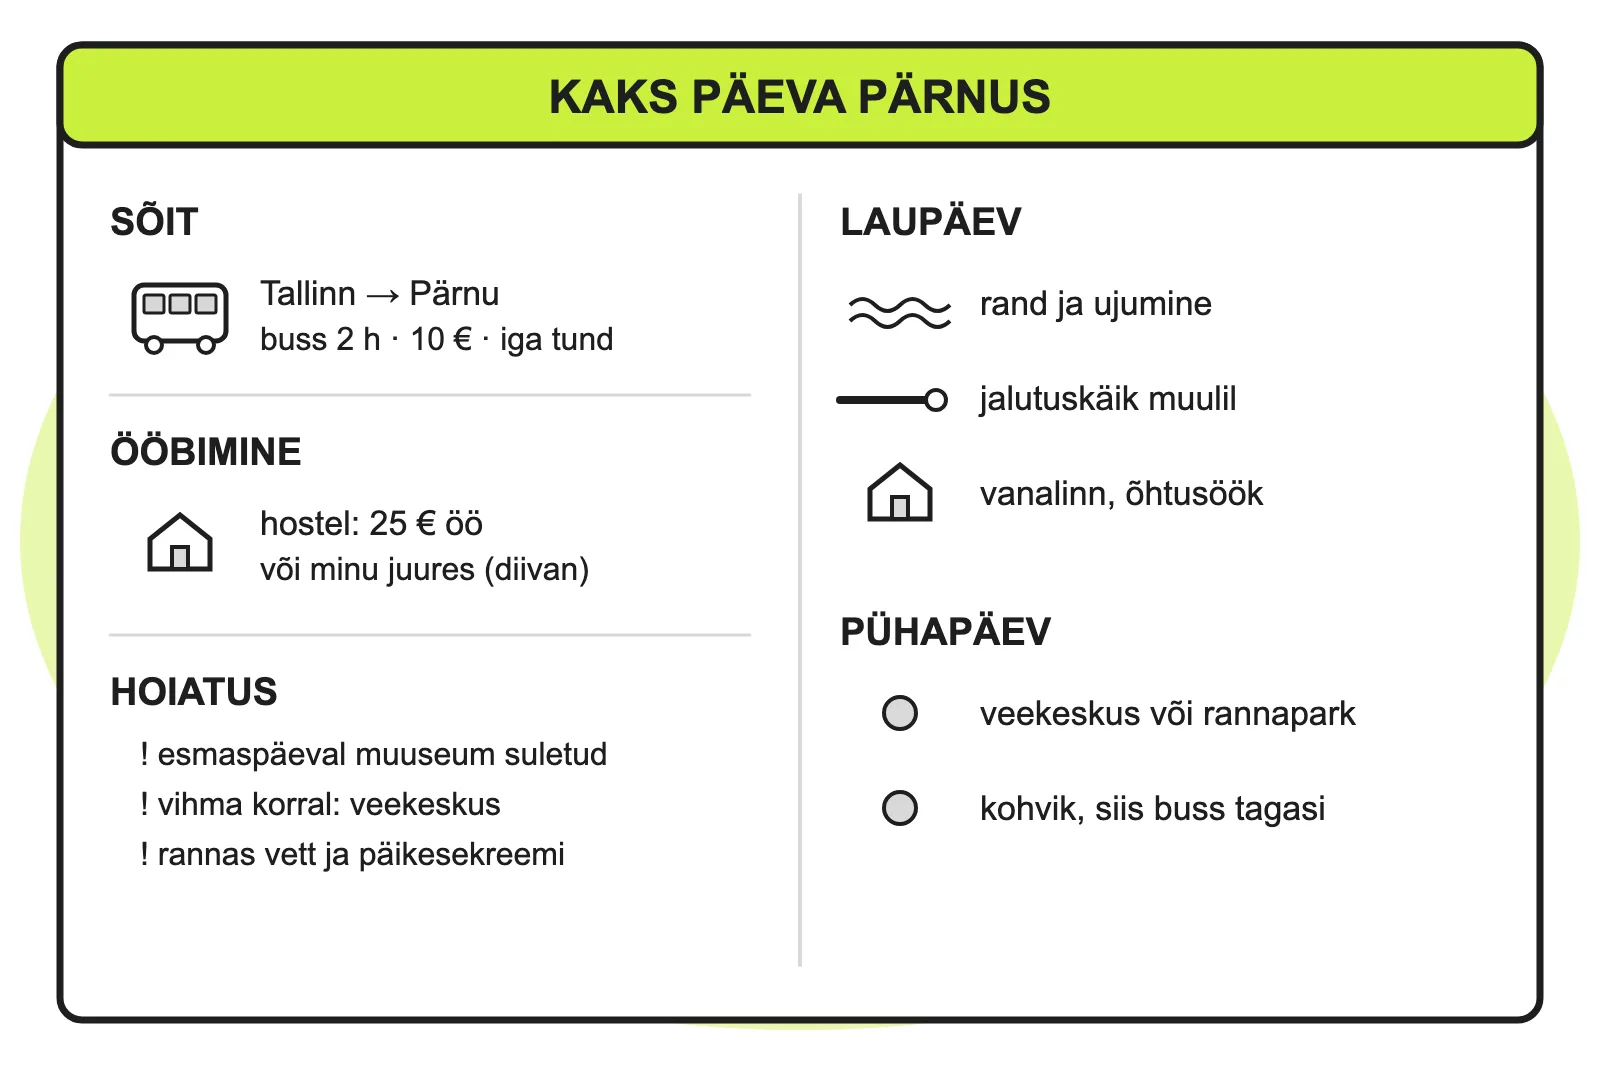 KAKS PÄEVA PÄRNUS
SÕIT
Tallinn → Pärnu
buss 2 h · 10 € · iga tund
ÖÖBIMINE
hostel: 25 € öö
või minu juures (diivan)
HOIATUS
! esmaspäeval muuseum suletud
! vihma korral: veekeskus
! rannas vett ja päikesekreemi
LAUPÄEV
rand ja ujumine
jalutuskäik muulil
vanalinn, õhtusöök
PÜHAPÄEV
veekeskus või rannapark
kohvik, siis buss tagasi